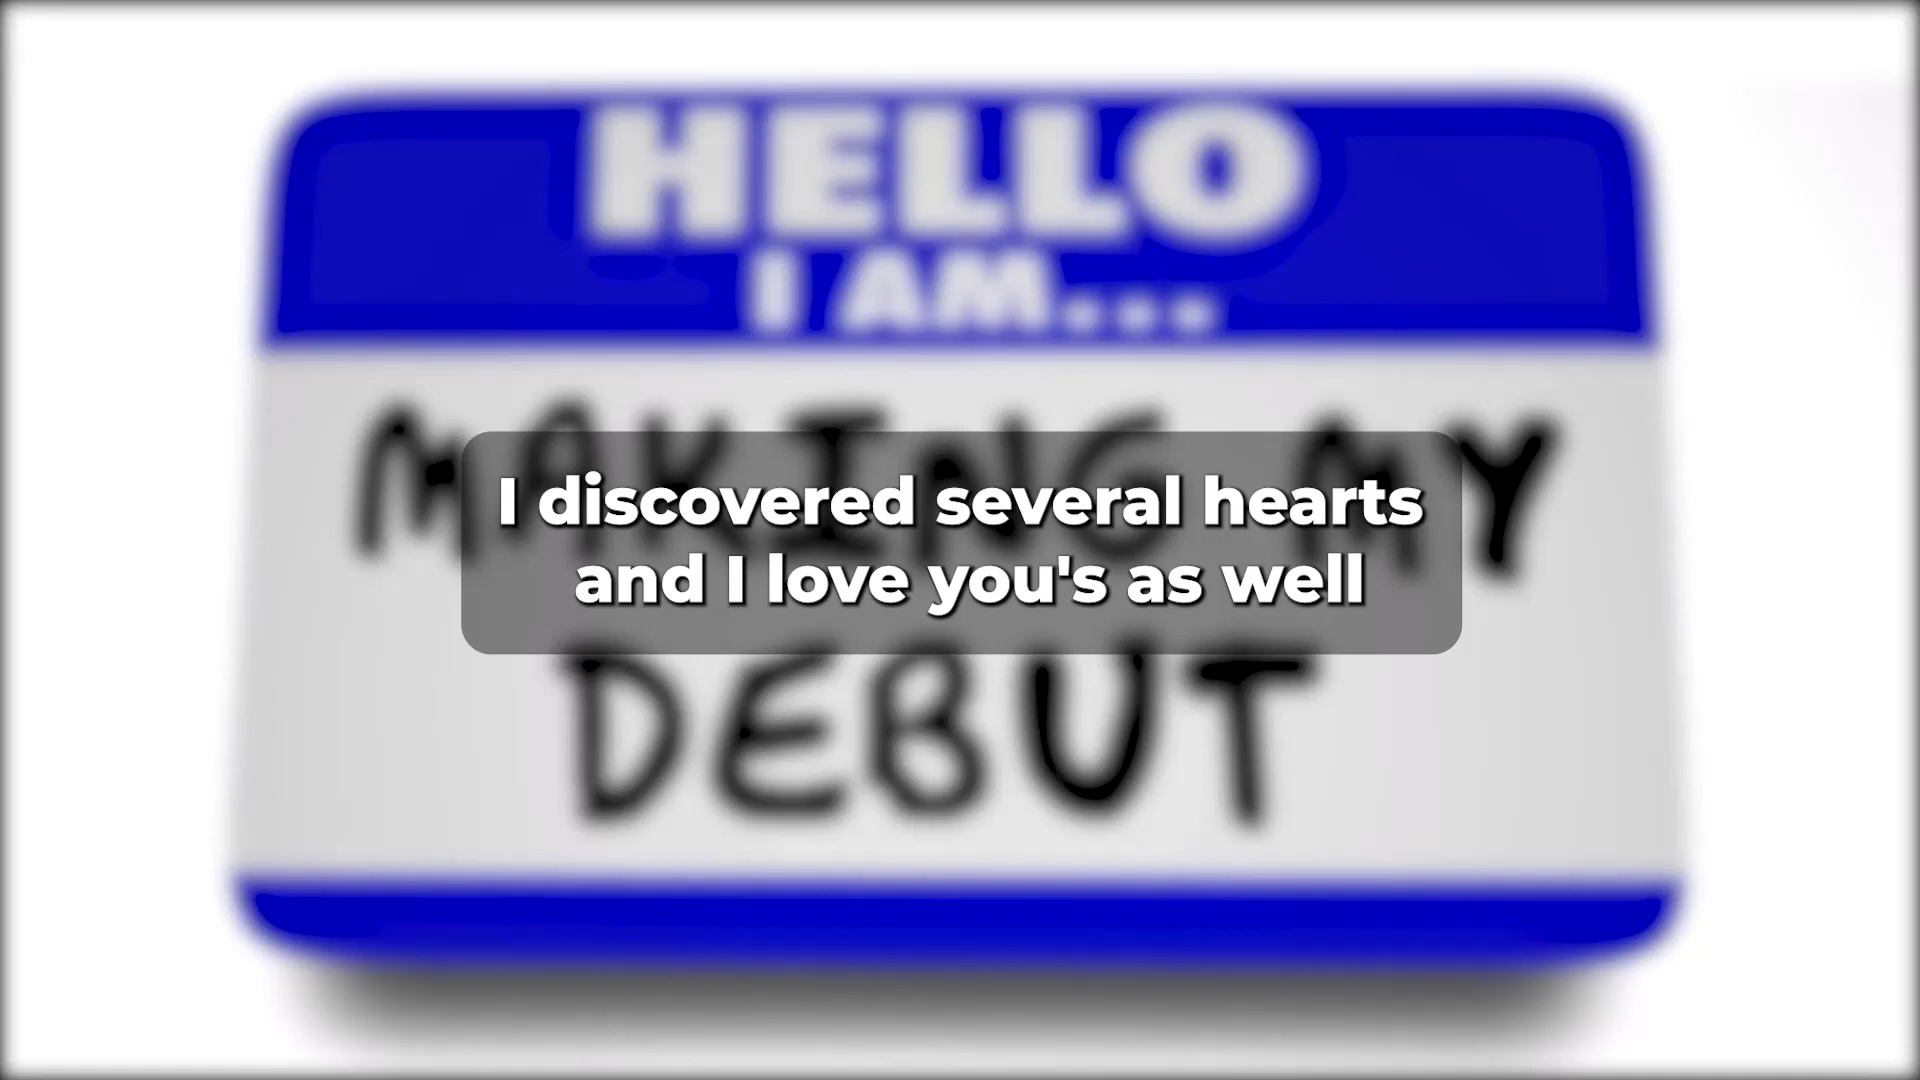 HELLO
I AM...
MAKING MY
I discovered several hearts
and I love you's as well
DEBUT